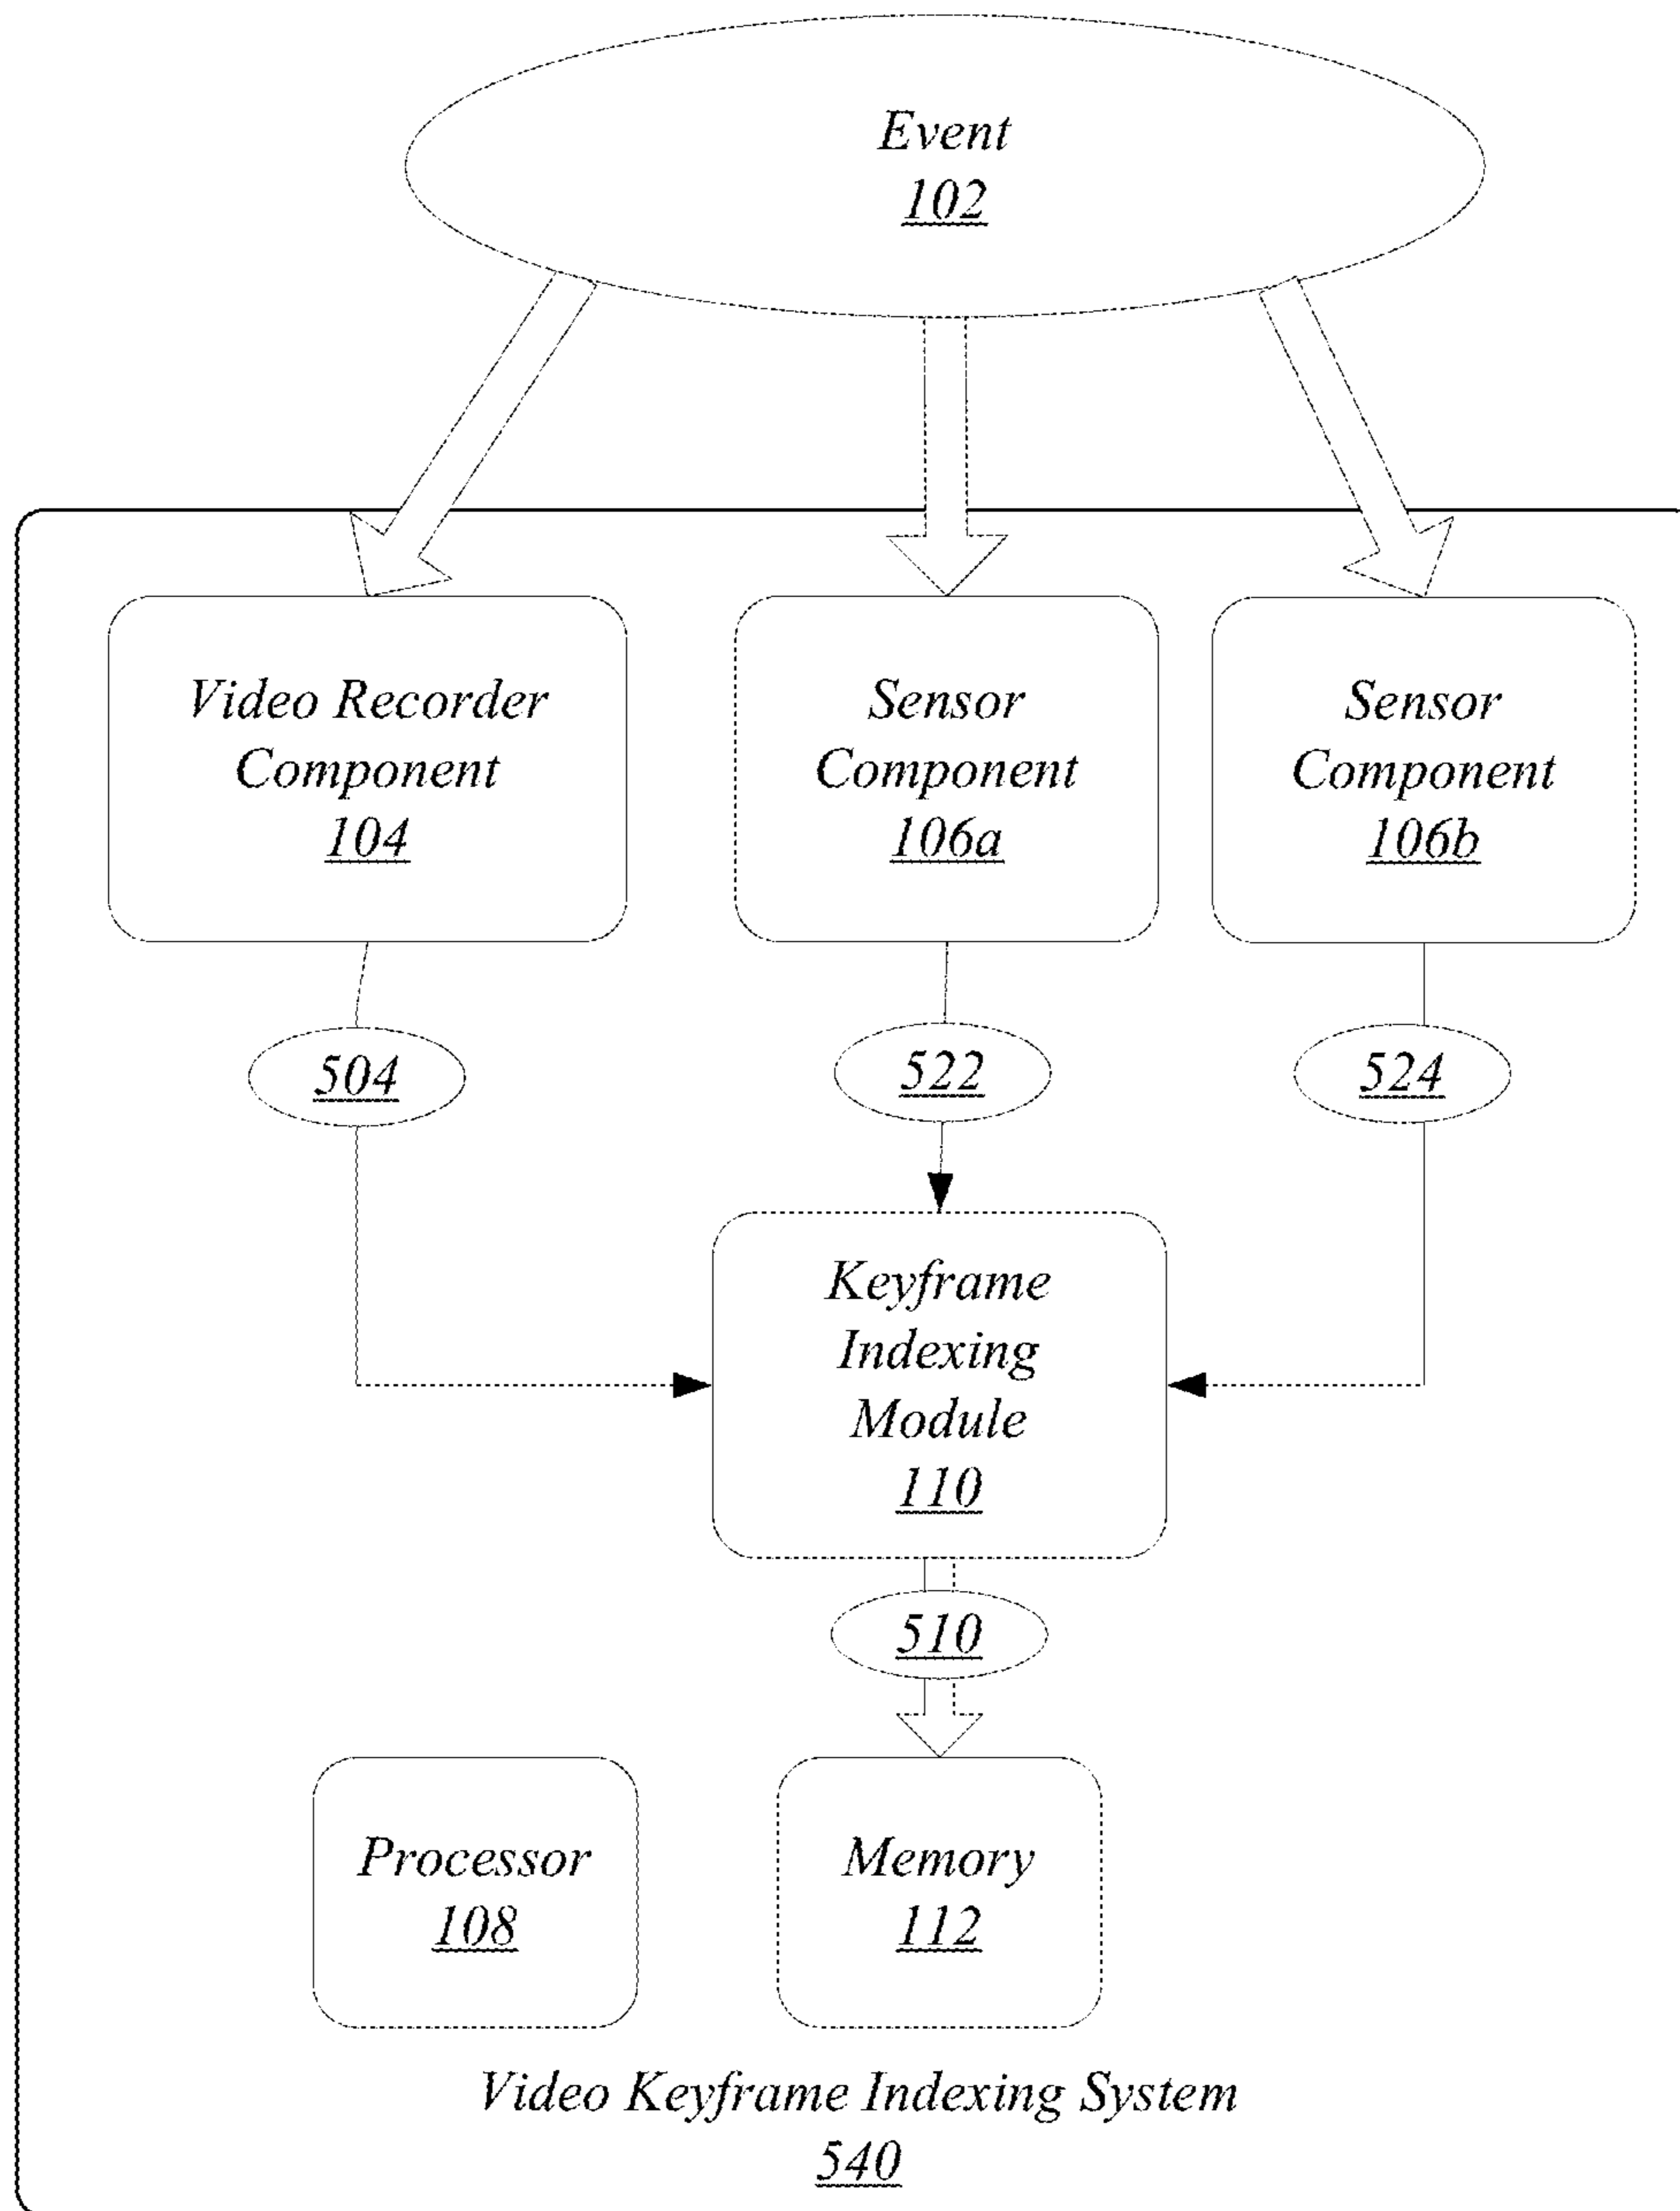 Event
102
Video Recorder
Component
104
Sensor
Component
106a
Sensor
Component
106b
504
522
524
Keyframe
Indexing
Module
110
510
Processor
108
Memory
112
Video Keyframe Indexing System
540